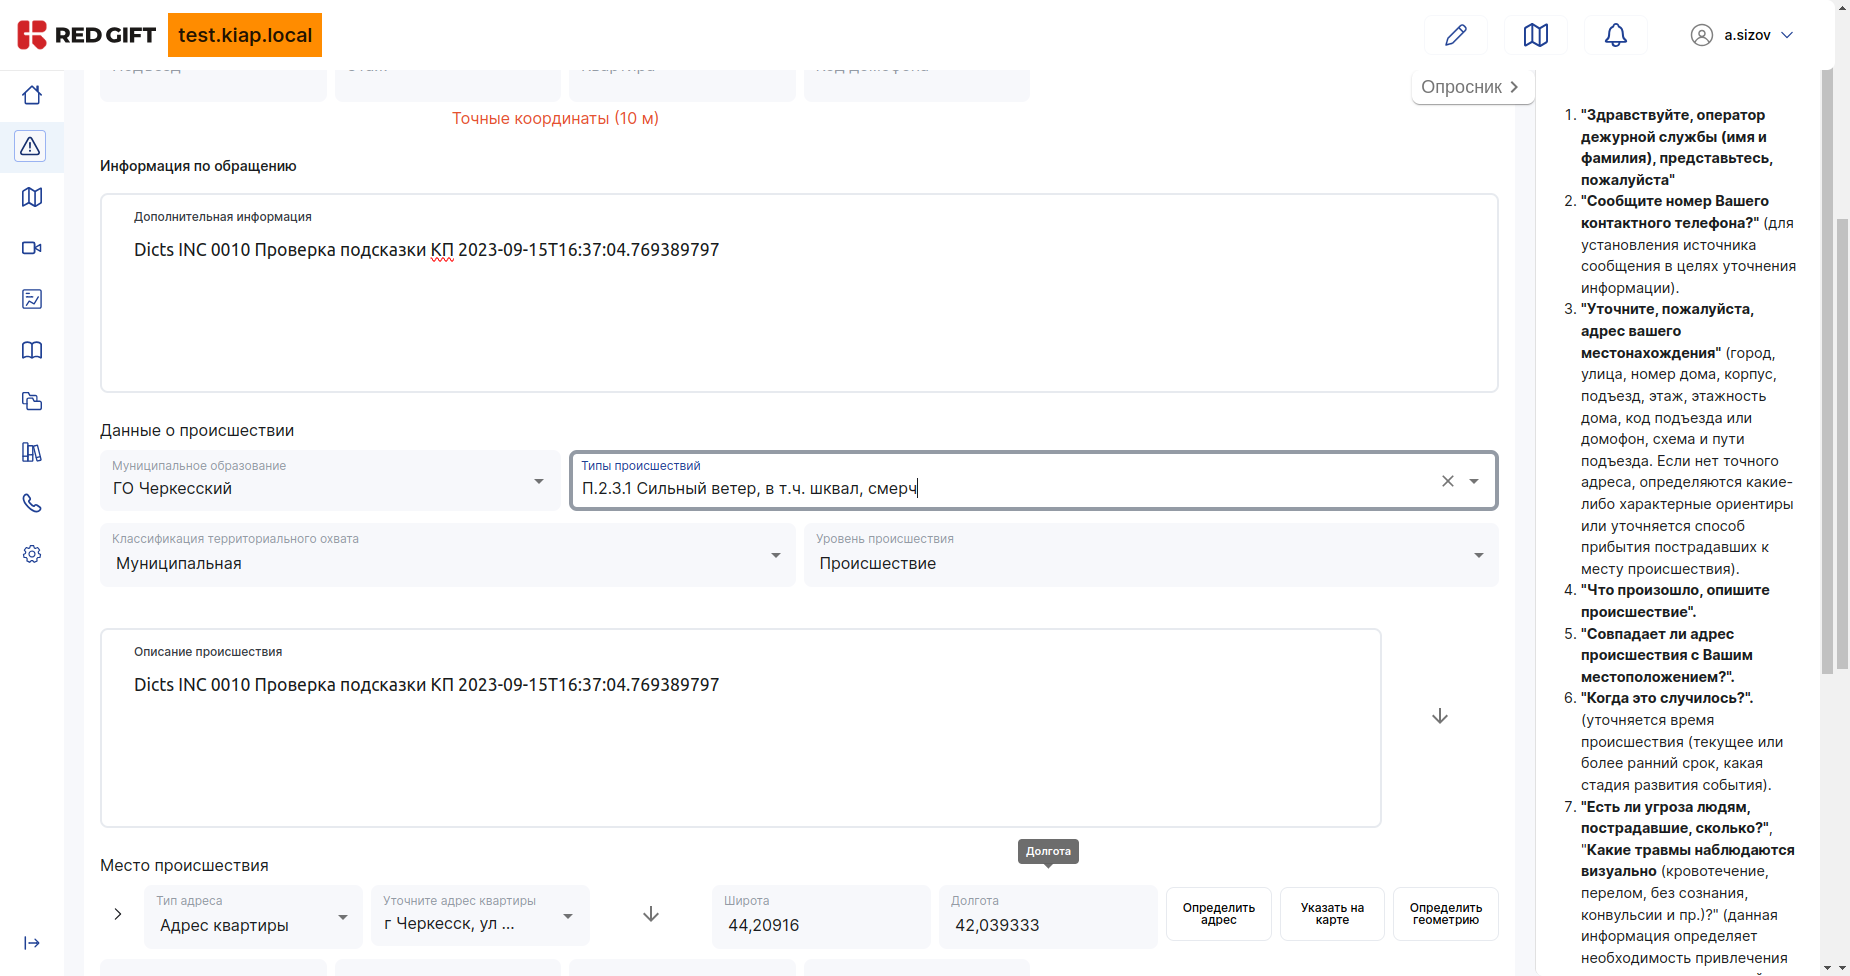 RED GIFT
test.kiap.local
a.sizov
Опросник
Точные координаты (10 м)
Информация по обращению
Дополнительная информация
Dicts INC 0010 Проверка подсказки КП 2023-09-15T16:37:04.769389797
Данные о происшествии
Муниципальное образование
ГО Черкесский
Типы происшествий
П.2.3.1 Сильный ветер, в т.ч. шквал, смерч
Классификация территориального охвата
Муниципальная
Уровень происшествия
Происшествие
Описание происшествия
Dicts INC 0010 Проверка подсказки КП 2023-09-15T16:37:04.769389797
Долгота
Место происшествия
Тип адреса
Адрес квартиры
Уточните адрес квартиры
г Черкесск, ул ...
Широта
44,20916
Долгота
42,039333
Определить
адрес
Указать на
карте
Определить
геометрию
1. "Здравствуйте, оператор
дежурной службы (имя и
фамилия), представьтесь,
пожалуйста"
2. "Сообщите номер Вашего
контактного телефона?" (для
установления источника
сообщения в целях уточнения
информации).
3. "Уточните, пожалуйста,
адрес вашего
местонахождения" (город,
улица, номер дома, корпус,
подъезд, этаж, этажность
дома, код подъезда или
домофон, схема и пути
подъезда. Если нет точного
адреса, определяются какие-
либо характерные ориентиры
или уточняется способ
прибытия пострадавших к
месту происшествия).
4. "Что произошло, опишите
происшествие".
5. "Совпадает ли адрес
происшествия с Вашим
местоположением?".
6. "Когда это случилось?".
(уточняется время
происшествия (текущее или
более ранний срок, какая
стадия развития события).
7. "Есть ли угроза людям,
пострадавшие, сколько?",
"Какие травмы наблюдаются
визуально (кровотечение,
перелом, без сознания,
конвульсии и пр.)?" (данная
информация определяет
необходимость привлечения